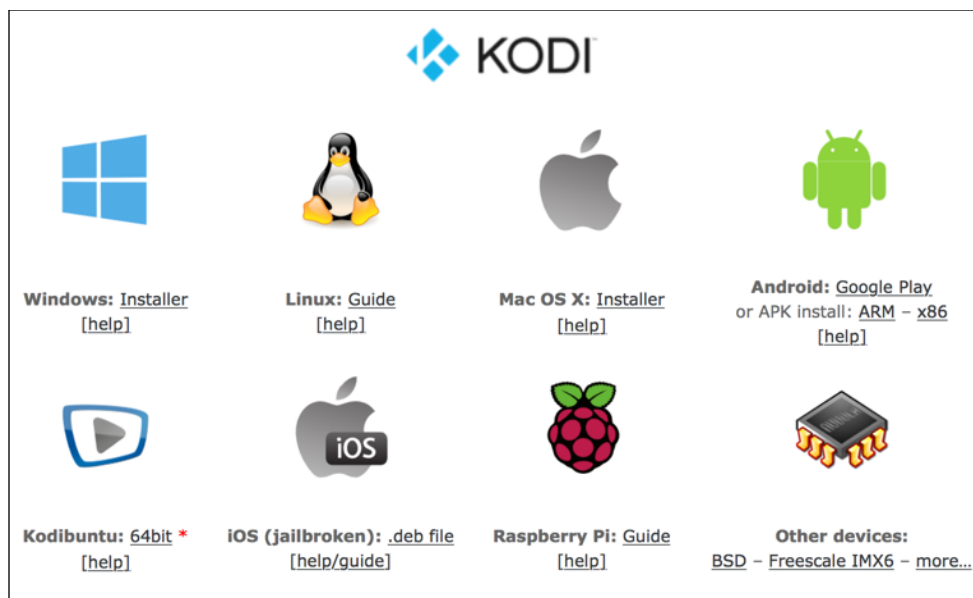 KODI
Windows: Installer
[help]
Linux: Guide
[help]
Mac OS X: Installer
[help]
Android: Google Play
or APK install: ARM – x86
[help]
iOS
Kodibuntu: 64bit *
[help]
iOS (jailbroken): .deb file
[help/guide]
Raspberry Pi: Guide
[help]
Other devices:
BSD – Freescale IMX6 – more...